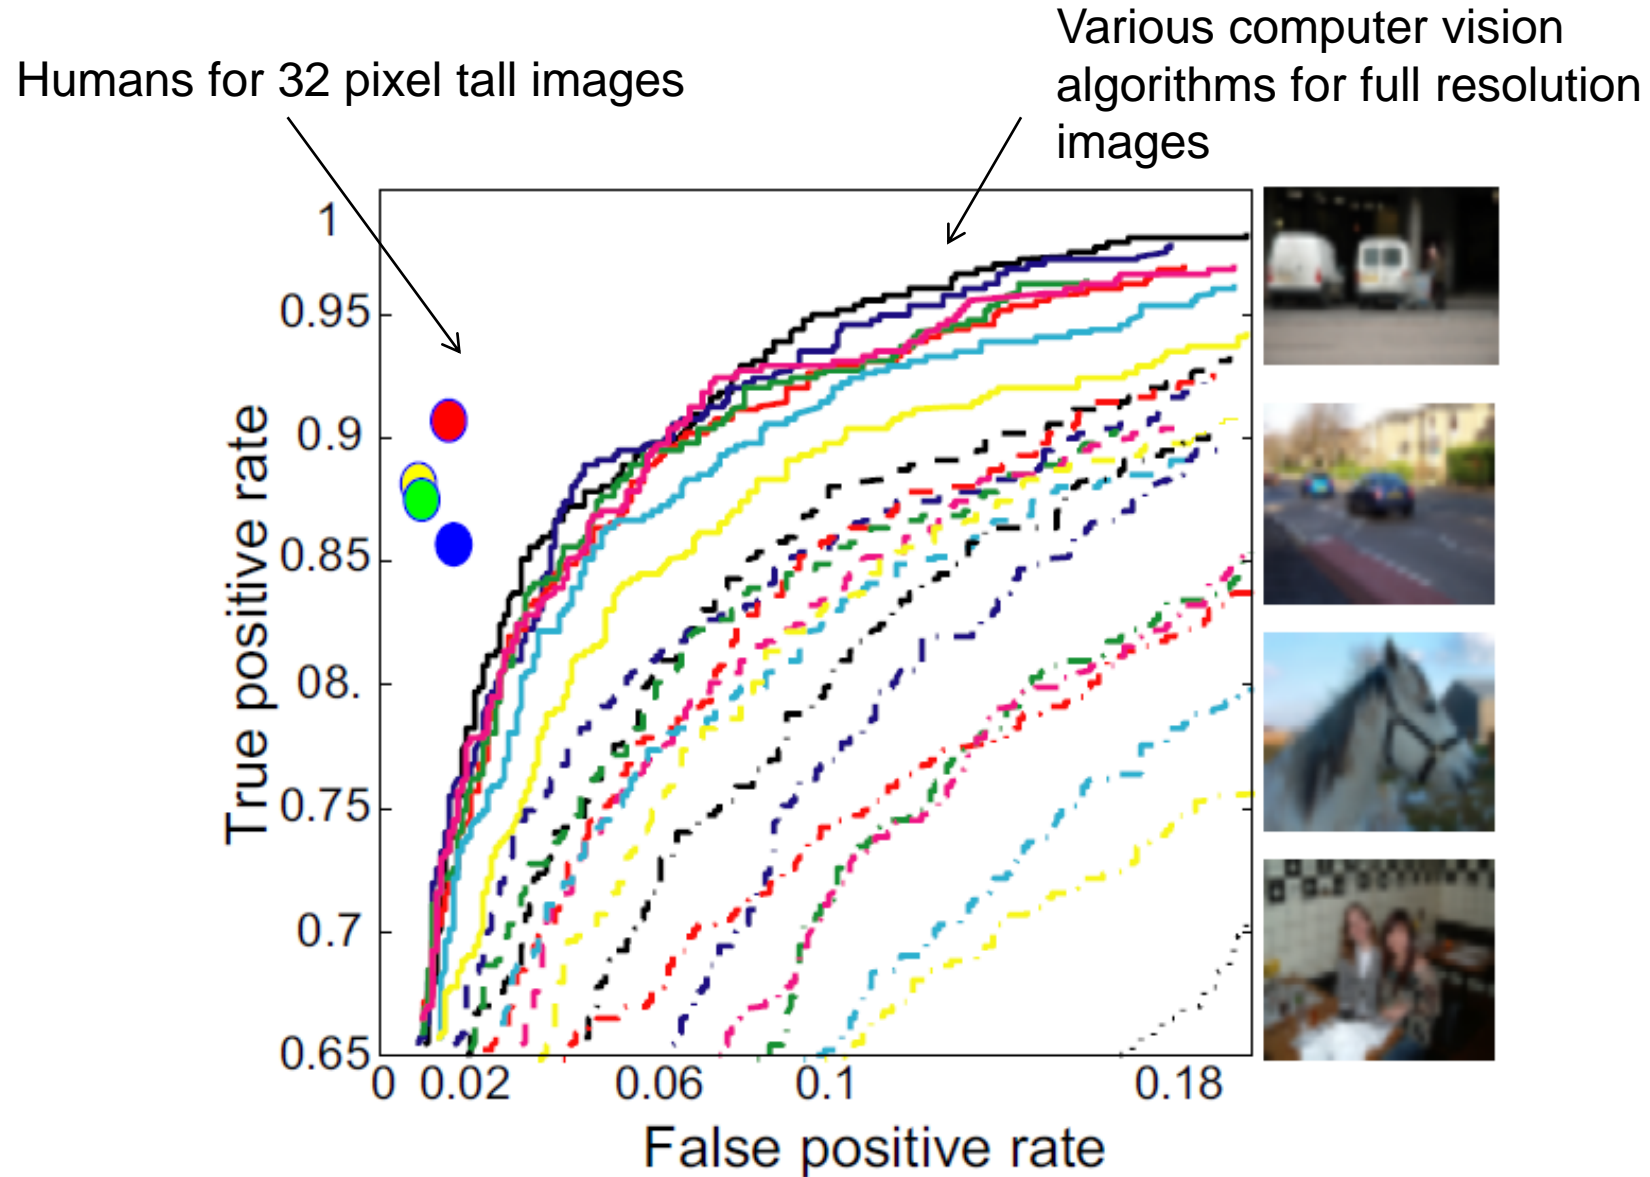 Various computer vision
algorithms for full resolution
images
Humans for 32 pixel tall images
1
0.95
0.9
0.85
08.
0.75
0.7
0.65
True positive rate
0 0.02 0.06 0.1 0.18
False positive rate